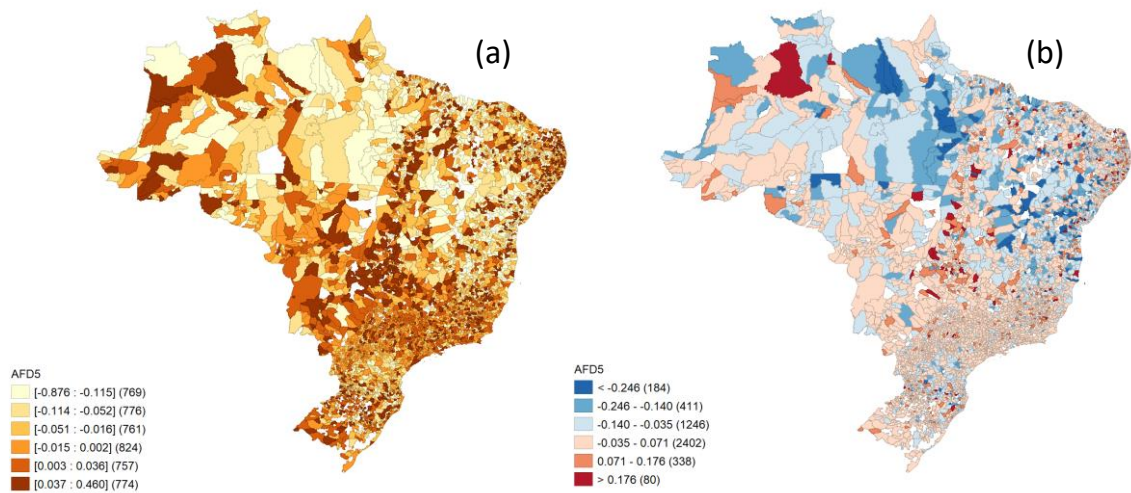 (a)
(b)
AFD5
[-0.876 : -0.115] (769)
[-0.114 : -0.052] (776)
[-0.051 : -0.016] (761)
[-0.015 : 0.002] (824)
[0.003 : 0.036] (757)
[0.037 : 0.460] (774)
AFD5
< -0.246 (184)
-0.246 - -0.140 (411)
-0.140 - -0.035 (1246)
-0.035 - 0.071 (2402)
0.071 - 0.176 (338)
> 0.176 (80)